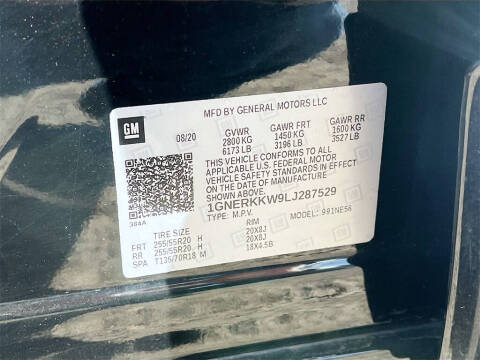 MFD BY GENERAL MOTORS LLC
GM
08/20
GVWR GAWR FRT GAWR RR
2800 KG 1450 KG 1600 KG
6173 LB 3196 LB 3527 LB
THIS VEHICLE CONFORMS TO ALL
APPLICABLE U.S. FEDERAL MOTOR
VEHICLE SAFETY STANDARDS IN EFFECT
ON THE DATE OF MANUFACTURE SHOWN ABOVE.
1GNERKKW9LJ287529
384A
TYPE: M.P.V. MODEL: 991NE56
TIRE SIZE RIM
FRT 255/55R20 H 20X8J
RR 255/55R20 H 20X8J
SPA T135/70R18 M 18X4.5B